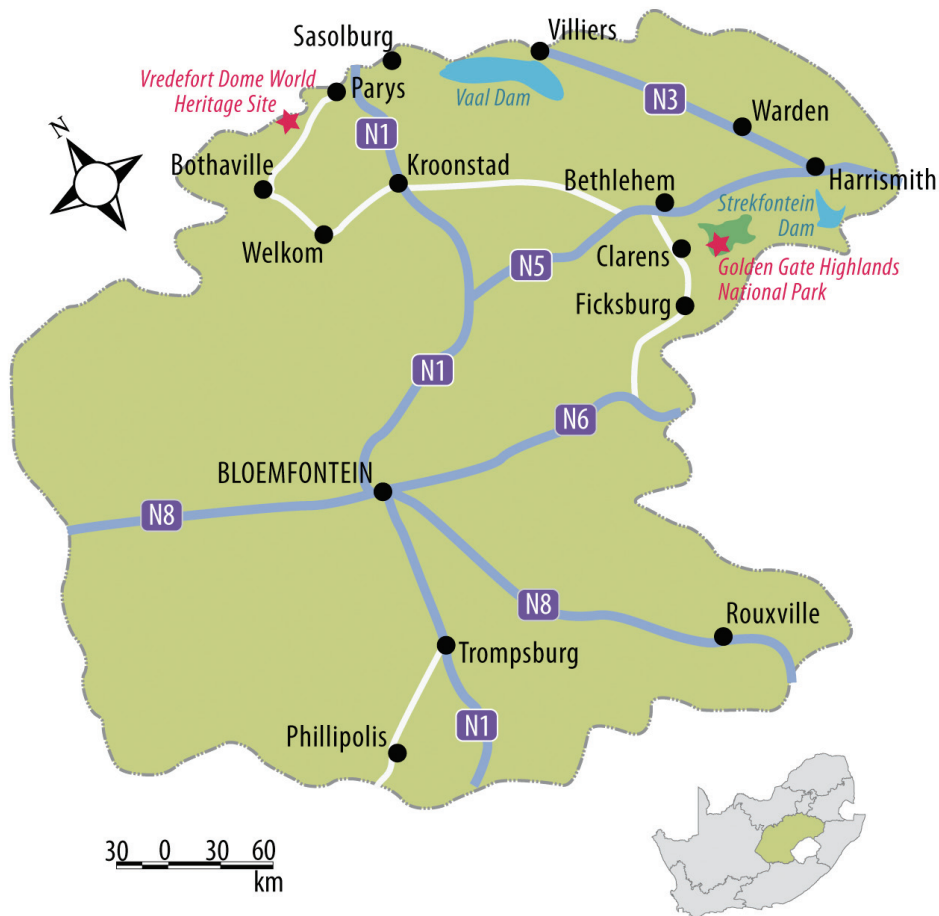 Villiers
Sasolburg
Vredefort Dome World
Heritage Site
Parys
Vaal Dam
N3
Warden
N
N1
Bothaville
Kroonstad
Bethlehem
Harrismith
Strekfontein
Dam
Welkom
Clarens
N5
Golden Gate Highlands
National Park
Ficksburg
N1
N6
BLOEMFONTEIN
N8
N8
Rouxville
Trompsburg
N1
Phillipolis
30 0 30 60
km